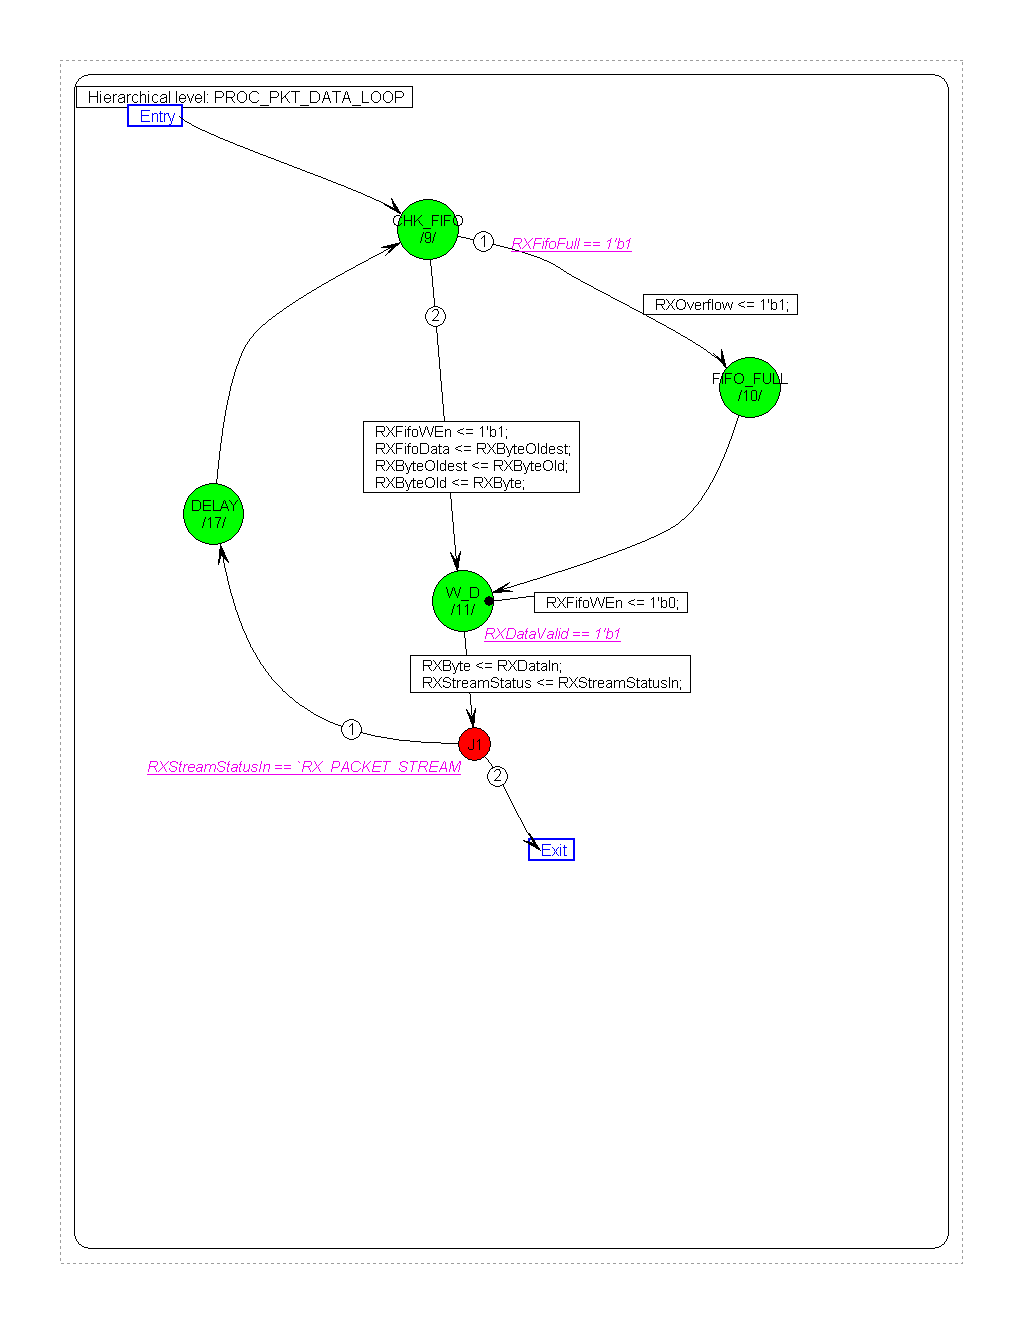 Hierarchical level: PROC_PKT_DATA_LOOP
Entry
CHK_FIFO
/9/
1
RXFifoFull == 1'b1
RXOverflow <= 1'b1;
2
FIFO_FULL
/10/
RXFifoWEn <= 1'b1;
RXFifoData <= RXByteOldest;
RXByteOldest <= RXByteOld;
RXByteOld <= RXByte;
DELAY
/17/
W_D
/11/
RXFifoWEn <= 1'b0;
RXDataValid == 1'b1
RXByte <= RXDataIn;
RXStreamStatus <= RXStreamStatusIn;
1
J1
RXStreamStatusIn == `RX_PACKET_STREAM
2
Exit